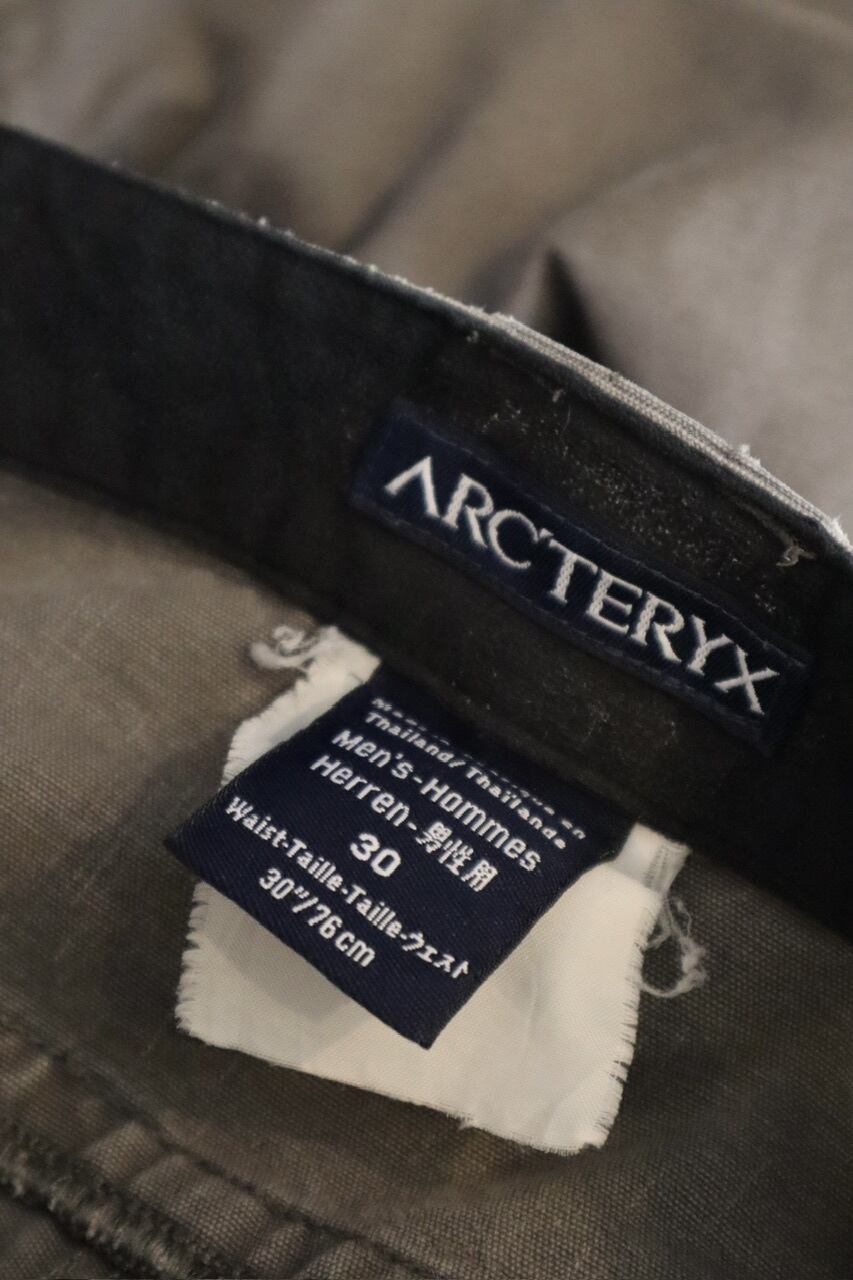 ARC'TERYX
Thailand/Thaïlande
Men's-Hommes
Herren-男性用
30
Waist-Taille-Taille-ウェスト
30"/76cm